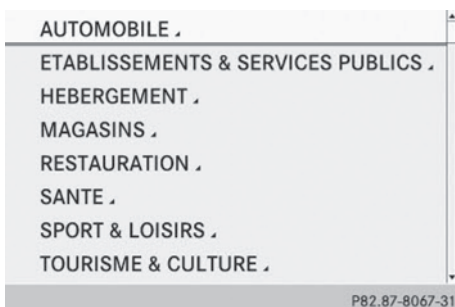 AUTOMOBILE
ETABLISSEMENTS & SERVICES PUBLICS
HEBERGEMENT
MAGASINS
RESTAURATION
SANTE
SPORT & LOISIRS
TOURISME & CULTURE
P82.87-8067-31